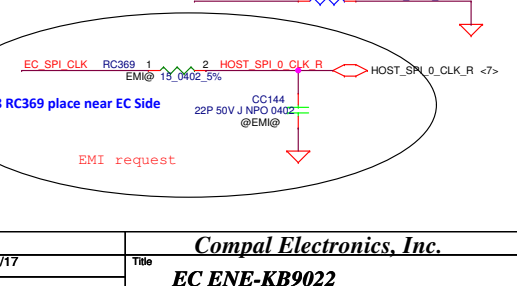 EC_SPI_CLK RC369 1 2 HOST_SPI_0_CLK_R HOST_SPI_0_CLK_R <7>
EMI@ 15_0402_5%
RC369 place near EC Side
CC144
22P 50V J NPO 0402
@EMI@
EMI request
Compal Electronics, Inc.
/17 Title
EC ENE-KB9022